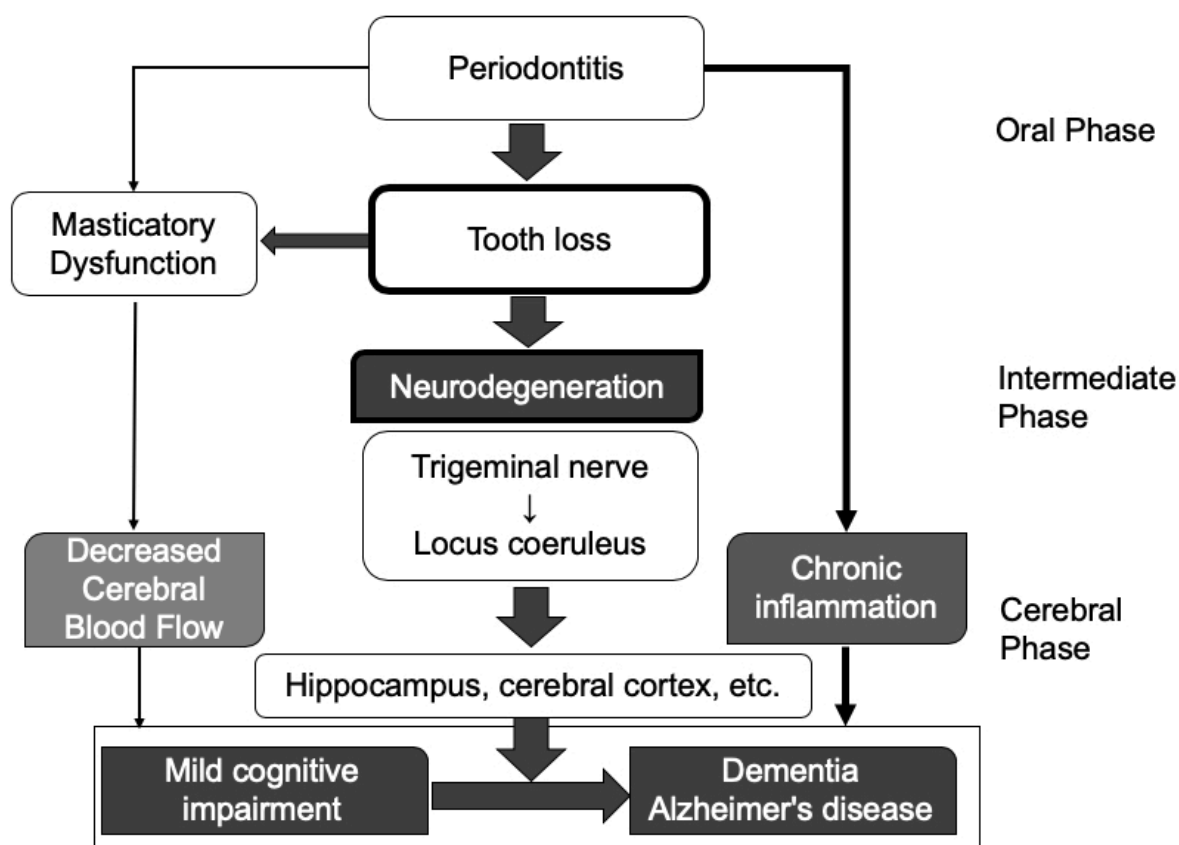 Periodontitis
Oral Phase
Masticatory
Dysfunction
Tooth loss
Neurodegeneration
Intermediate
Phase
Trigeminal nerve
↓
Locus coeruleus
Decreased
Cerebral
Blood Flow
Chronic
inflammation
Cerebral
Phase
Hippocampus, cerebral cortex, etc.
Mild cognitive
impairment
Dementia
Alzheimer's disease